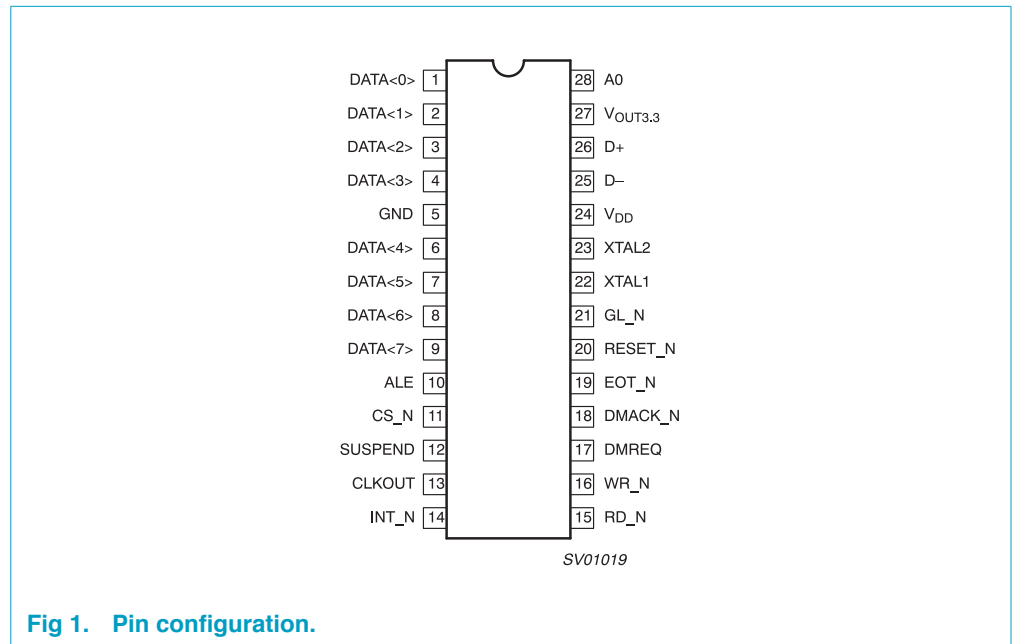 DATA<0> 1 28 A0
DATA<1> 2 27 VOUT3.3
DATA<2> 3 26 D+
DATA<3> 4 25 D–
GND 5 24 VDD
DATA<4> 6 23 XTAL2
DATA<5> 7 22 XTAL1
DATA<6> 8 21 GL_N
DATA<7> 9 20 RESET_N
ALE 10 19 EOT_N
CS_N 11 18 DMACK_N
SUSPEND 12 17 DMREQ
CLKOUT 13 16 WR_N
INT_N 14 15 RD_N
SV01019
Fig 1. Pin configuration.